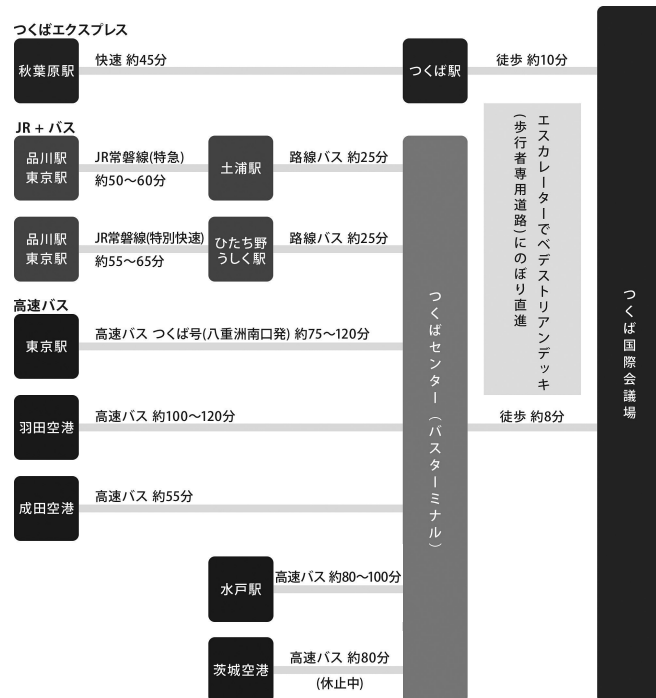 つくばエクスプレス
秋葉原駅
快速 約45分
つくば駅
徒歩 約10分
JR + バス
品川駅
東京駅
JR常磐線(特急)
約50〜60分
土浦駅
路線バス 約25分
品川駅
東京駅
JR常磐線(特別快速)
約55〜65分
ひたち野
うしく駅
路線バス 約25分
高速バス
東京駅
高速バス つくば号(八重洲南口発) 約75〜120分
羽田空港
高速バス 約100〜120分
成田空港
高速バス 約55分
水戸駅
高速バス 約80〜100分
茨城空港
高速バス 約80分
(休止中)
つくばセンター(バスターミナル)
エスカレーターでペデストリアンデッキ
(歩行者専用道路)にのぼり直進
徒歩 約8分
つくば国際会議場